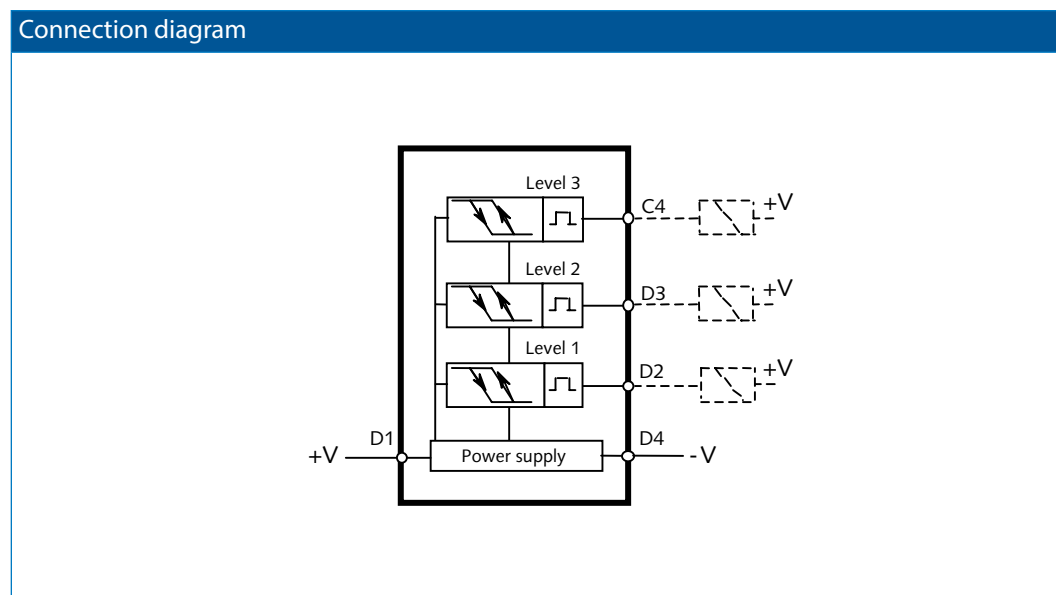 Connection diagram
Level 3
C4
+V
Level 2
D3
+V
Level 1
D2
+V
+V
D1
Power supply
D4
- V